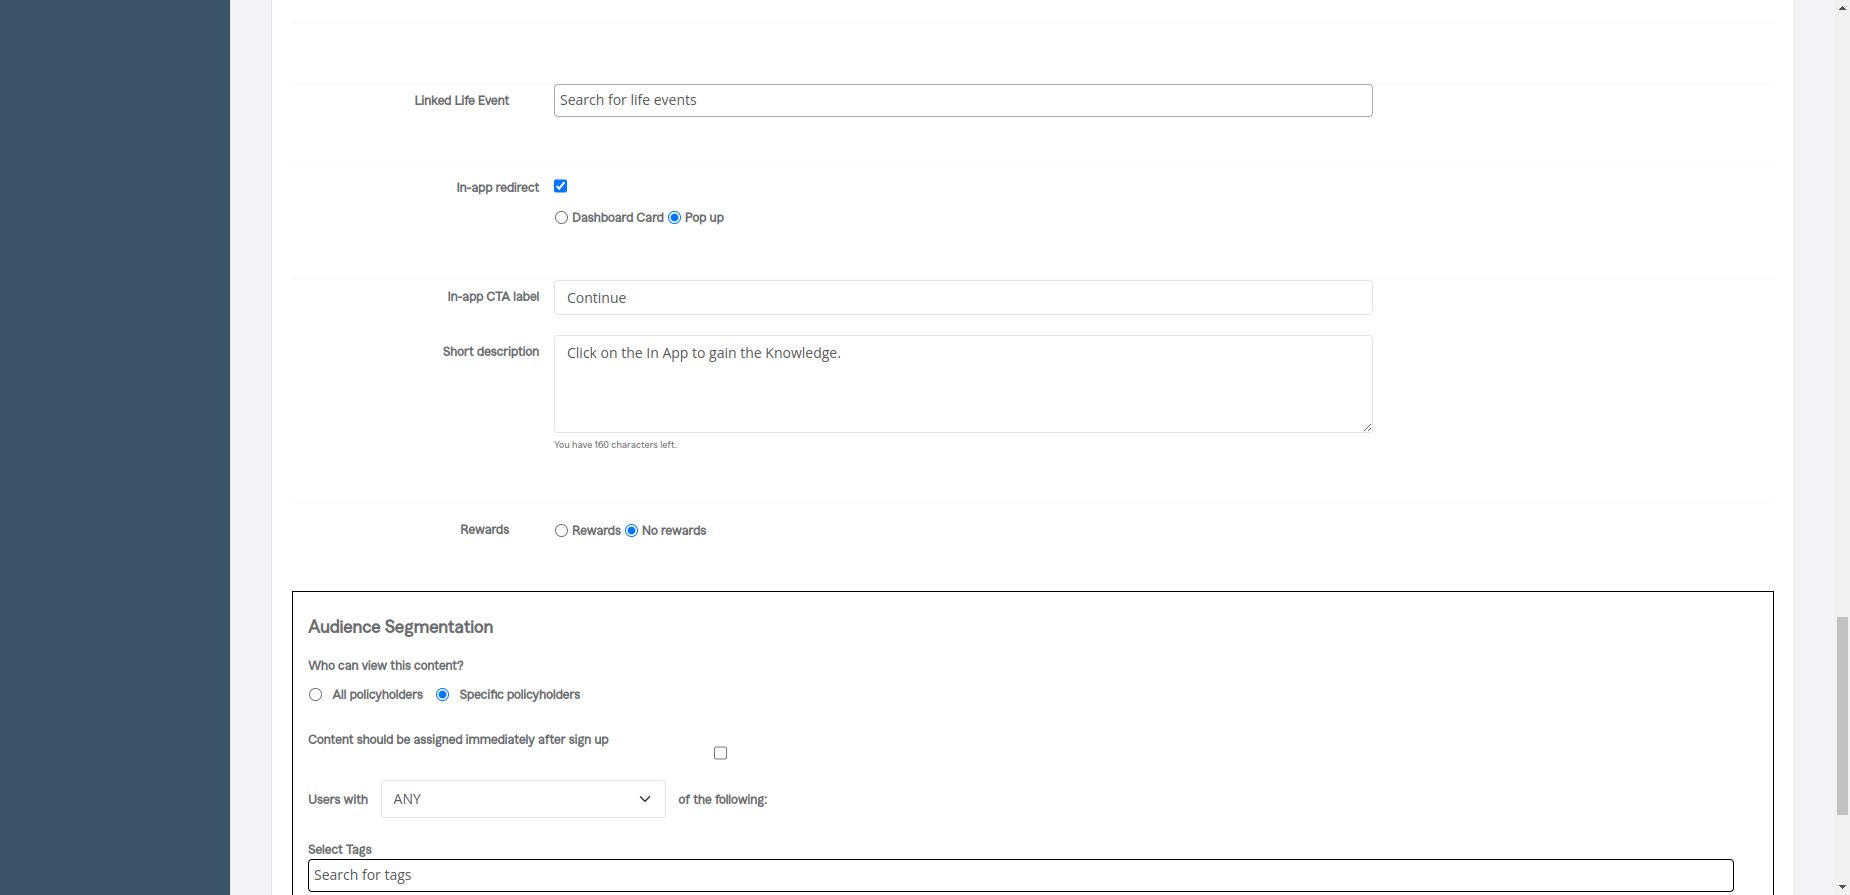 Linked Life Event Search for life events
In-app redirect
Dashboard Card Pop up
In-app CTA label Continue
Short description Click on the In App to gain the Knowledge.
You have 160 characters left.
Rewards Rewards No rewards
Audience Segmentation
Who can view this content?
All policyholders Specific policyholders
Content should be assigned immediately after sign up
Users with ANY of the following:
Select Tags
Search for tags